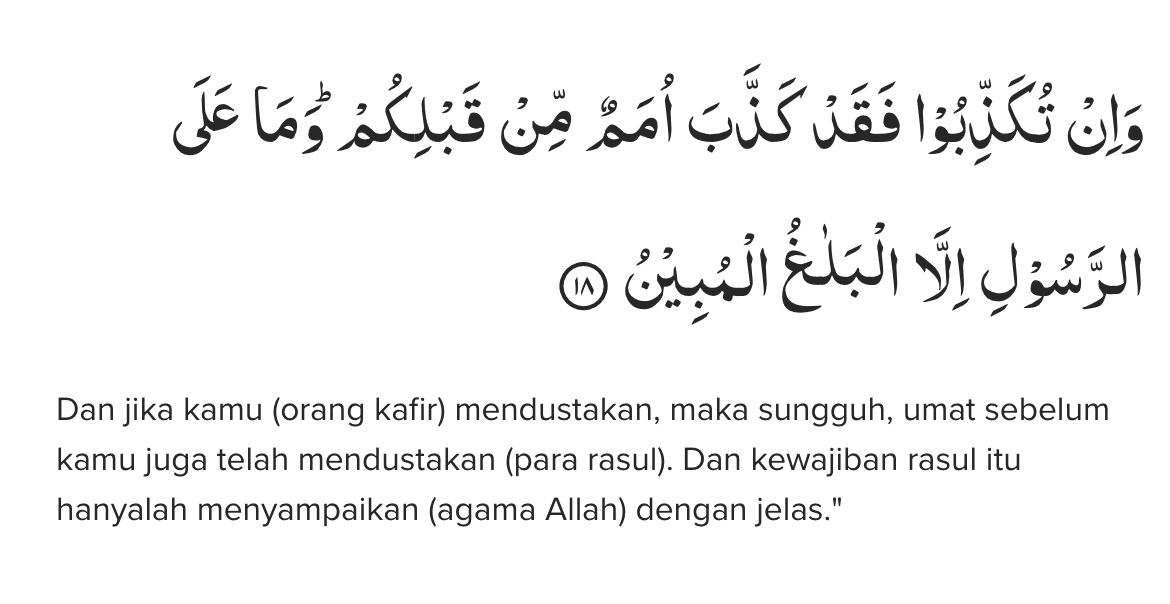 وَاِنْ تُكَذِّبُوْا فَقَدْ كَذَّبَ اُمَمٌ مِّنْ قَبْلِكُمْ ۗوَمَا عَلَى
الرَّسُوْلِ اِلَّا الْبَلٰغُ الْمُبِيْنُ ١٨
Dan jika kamu (orang kafir) mendustakan, maka sungguh, umat sebelum
kamu juga telah mendustakan (para rasul). Dan kewajiban rasul itu
hanyalah menyampaikan (agama Allah) dengan jelas."